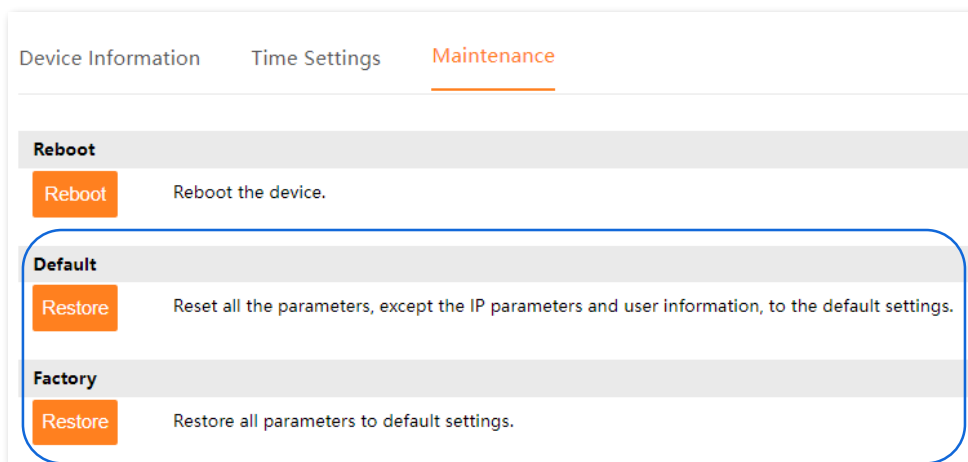 Device Information Time Settings Maintenance
Reboot
Reboot Reboot the device.
Default
Restore Reset all the parameters, except the IP parameters and user information, to the default settings.
Factory
Restore Restore all parameters to default settings.